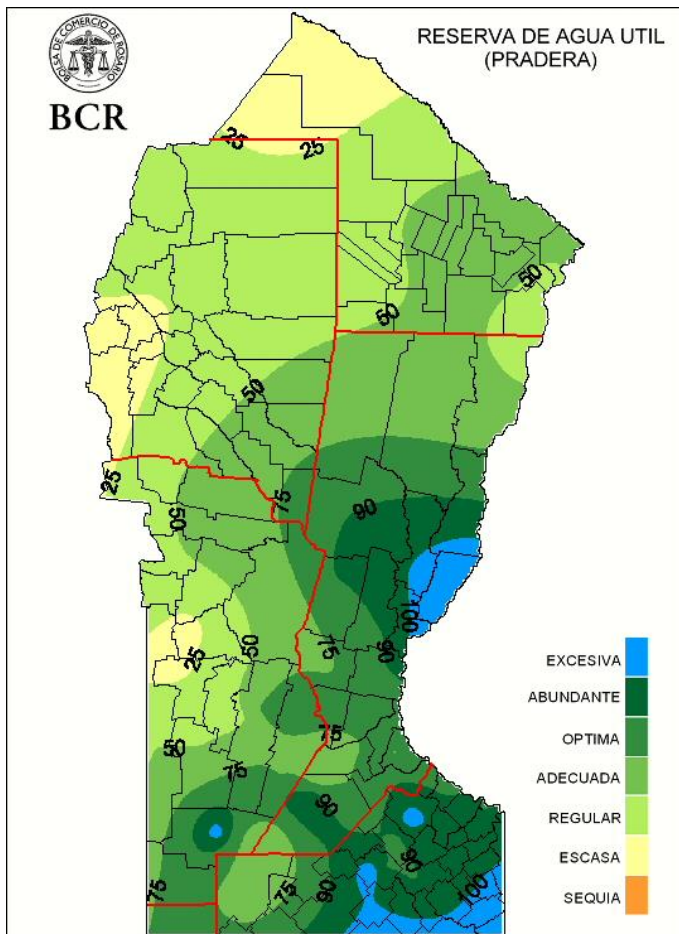 BOLSA DE COMERCIO DE ROSARIO
BCR
RESERVA DE AGUA UTIL
(PRADERA)
25
25
50
50
50
25
75
50
90
100
75
50
90
25
75
50
75
90
90
75
75
90
100
EXCESIVA
ABUNDANTE
OPTIMA
ADECUADA
REGULAR
ESCASA
SEQUIA